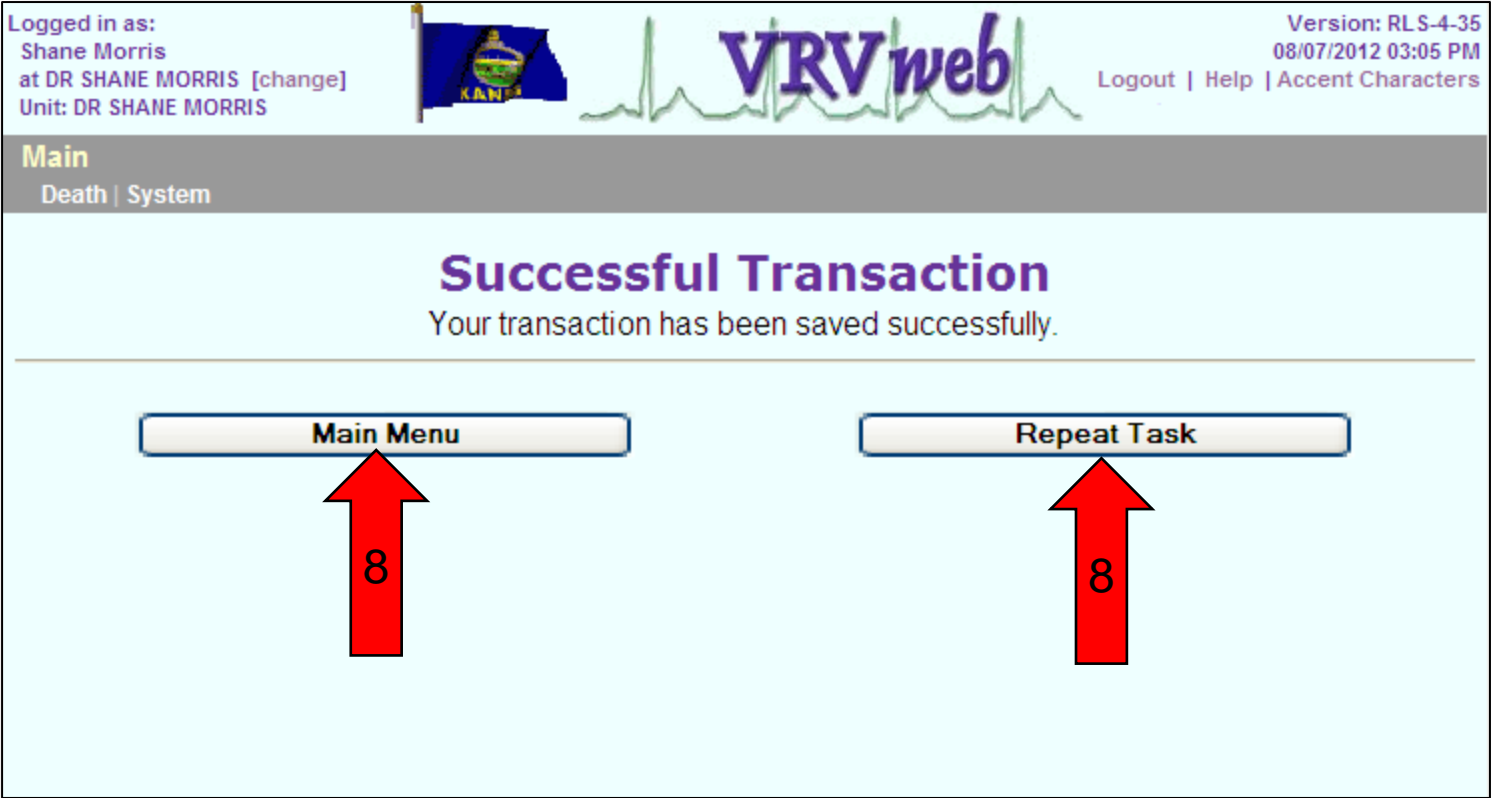 Logged in as:
Shane Morris
at DR SHANE MORRIS [change]
Unit: DR SHANE MORRIS
VRVweb
Version: RLS-4-35
08/07/2012 03:05 PM
Logout | Help | Accent Characters
Main
Death | System
Successful Transaction
Your transaction has been saved successfully.
Main Menu
Repeat Task
8
8